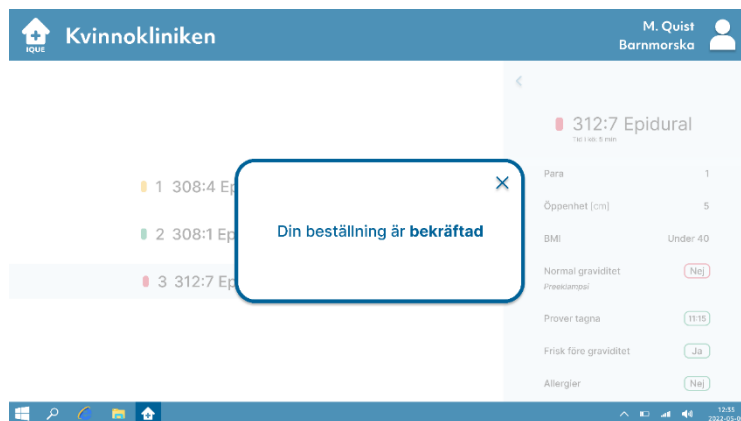 IQUE
Kvinnokliniken
M. Quist
Barnmorska
312:7 Epidural
1 308:4 Ep
2 308:1 Ep
3 312:7 Ep
Din beställning är bekräftad
Para 1
Öppenhet [cm] 5
BMI Under 40
Normal graviditet Nej
Preeklampsi
Prover tagna 11:15
Frisk före graviditet Ja
Allergier Nej
12:33